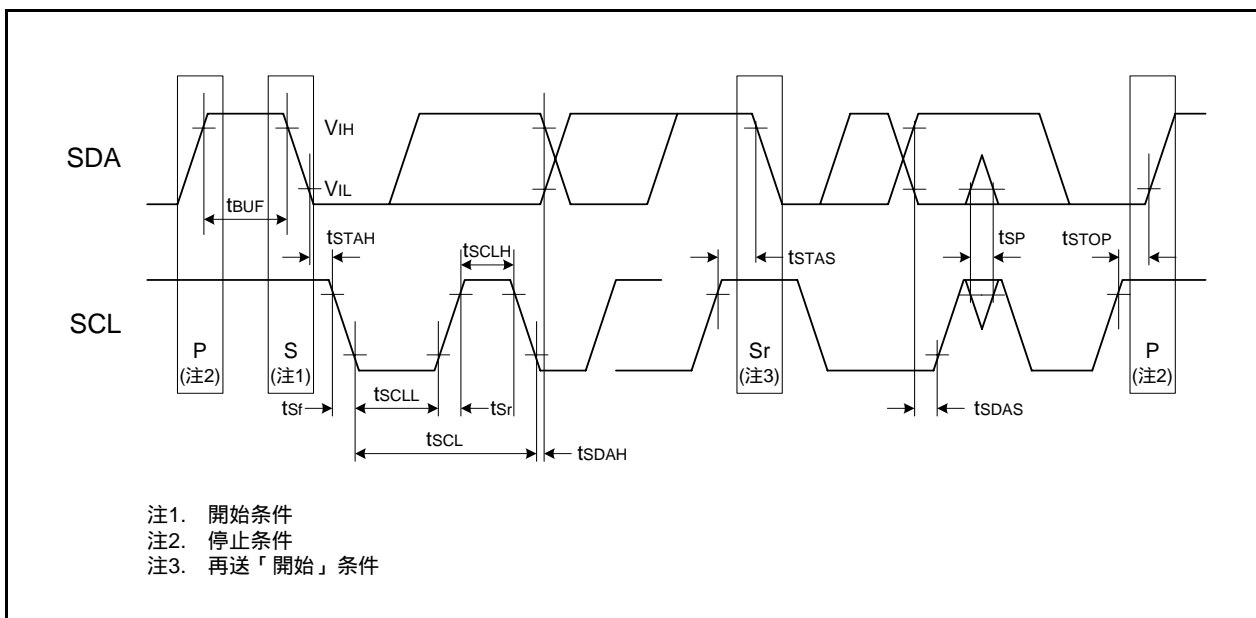 SDA
VIH
VIL
tBUF
tSTAH
tSCLH
tSTAS
tSP
tSTOP
SCL
P
(注2)
S
(注1)
Sr
(注3)
P
(注2)
tSf
tSCLL
tSr
tSDAS
tSCL
tSDAH
注1. 開始条件
注2. 停止条件
注3. 再送「開始」条件